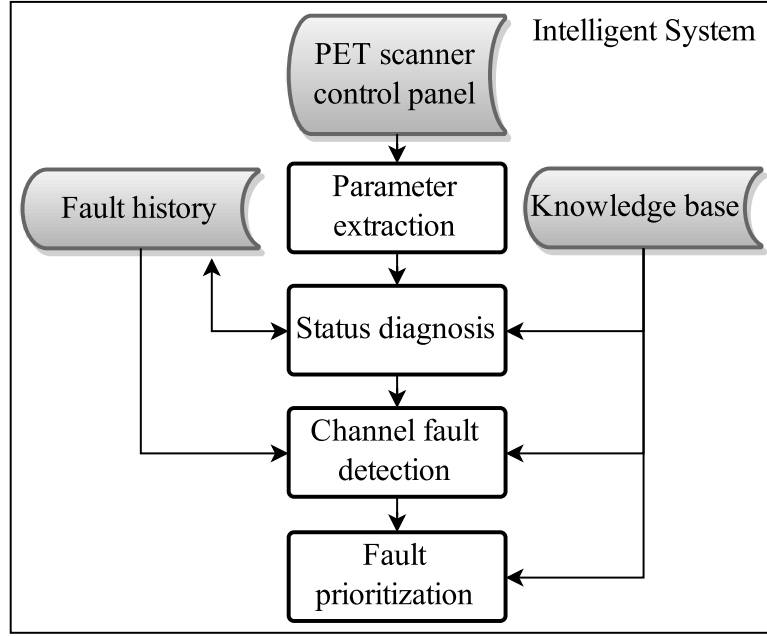 Intelligent System
PET scanner
control panel
Fault history
Parameter
extraction
Knowledge base
Status diagnosis
Channel fault
detection
Fault
prioritization